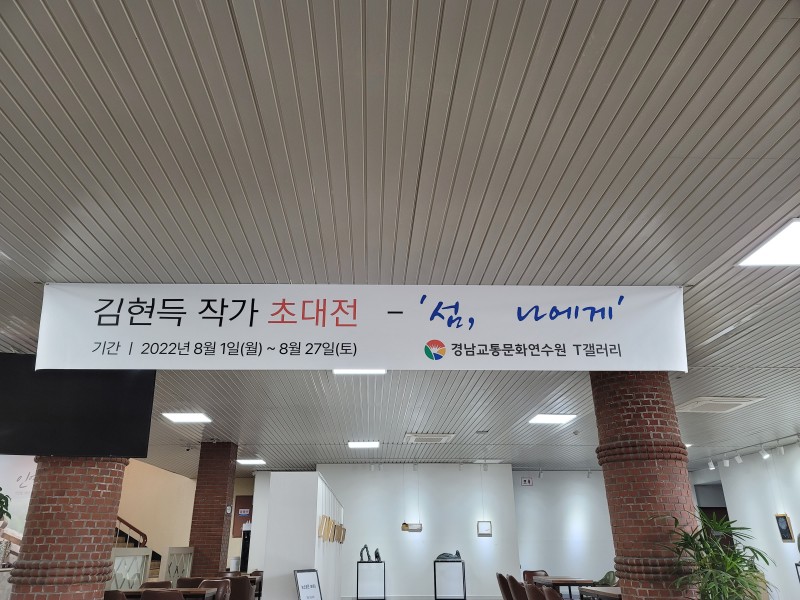 김현득 작가 초대전 - '섬, 나에게'
기간 | 2022년 8월 1일(월) ~ 8월 27일(토)
경남교통문화연수원 T갤러리